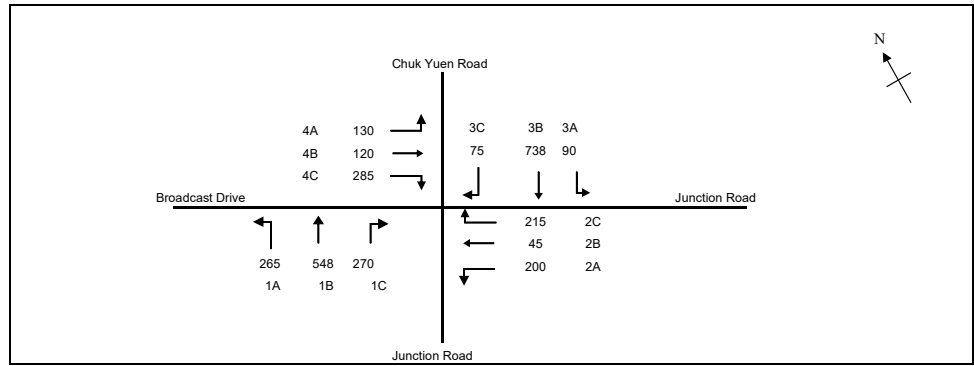 N
Chuk Yuen Road
4A 130
4B 120
4C 285
3C 3B 3A
75 738 90
Broadcast Drive
Junction Road
265 548 270
1A 1B 1C
215 2C
45 2B
200 2A
Junction Road